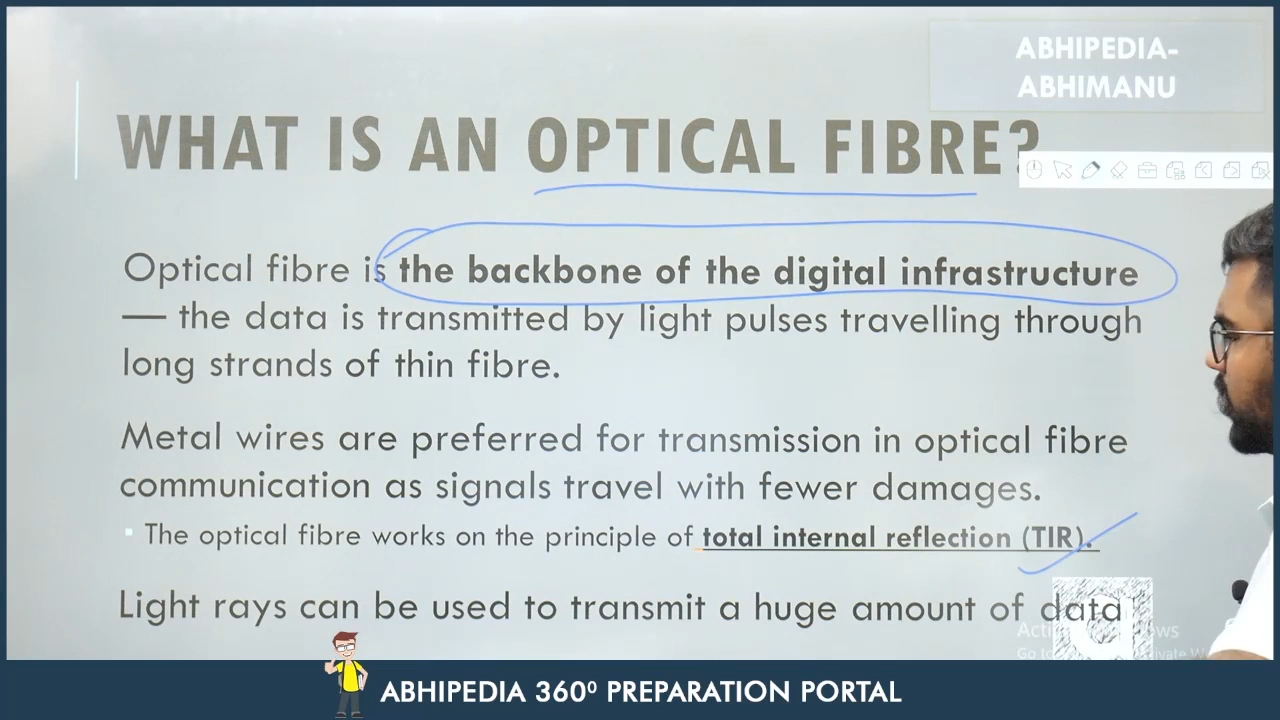 ABHIPEDIA-
ABHIMANU
WHAT IS AN OPTICAL FIBRE?
Optical fibre is the backbone of the digital infrastructure
— the data is transmitted by light pulses travelling through
long strands of thin fibre.
Metal wires are preferred for transmission in optical fibre
communication as signals travel with fewer damages.
▪ The optical fibre works on the principle of total internal reflection (TIR).
Light rays can be used to transmit a huge amount of data
Go to
ABHIPEDIA 360⁰ PREPARATION PORTAL